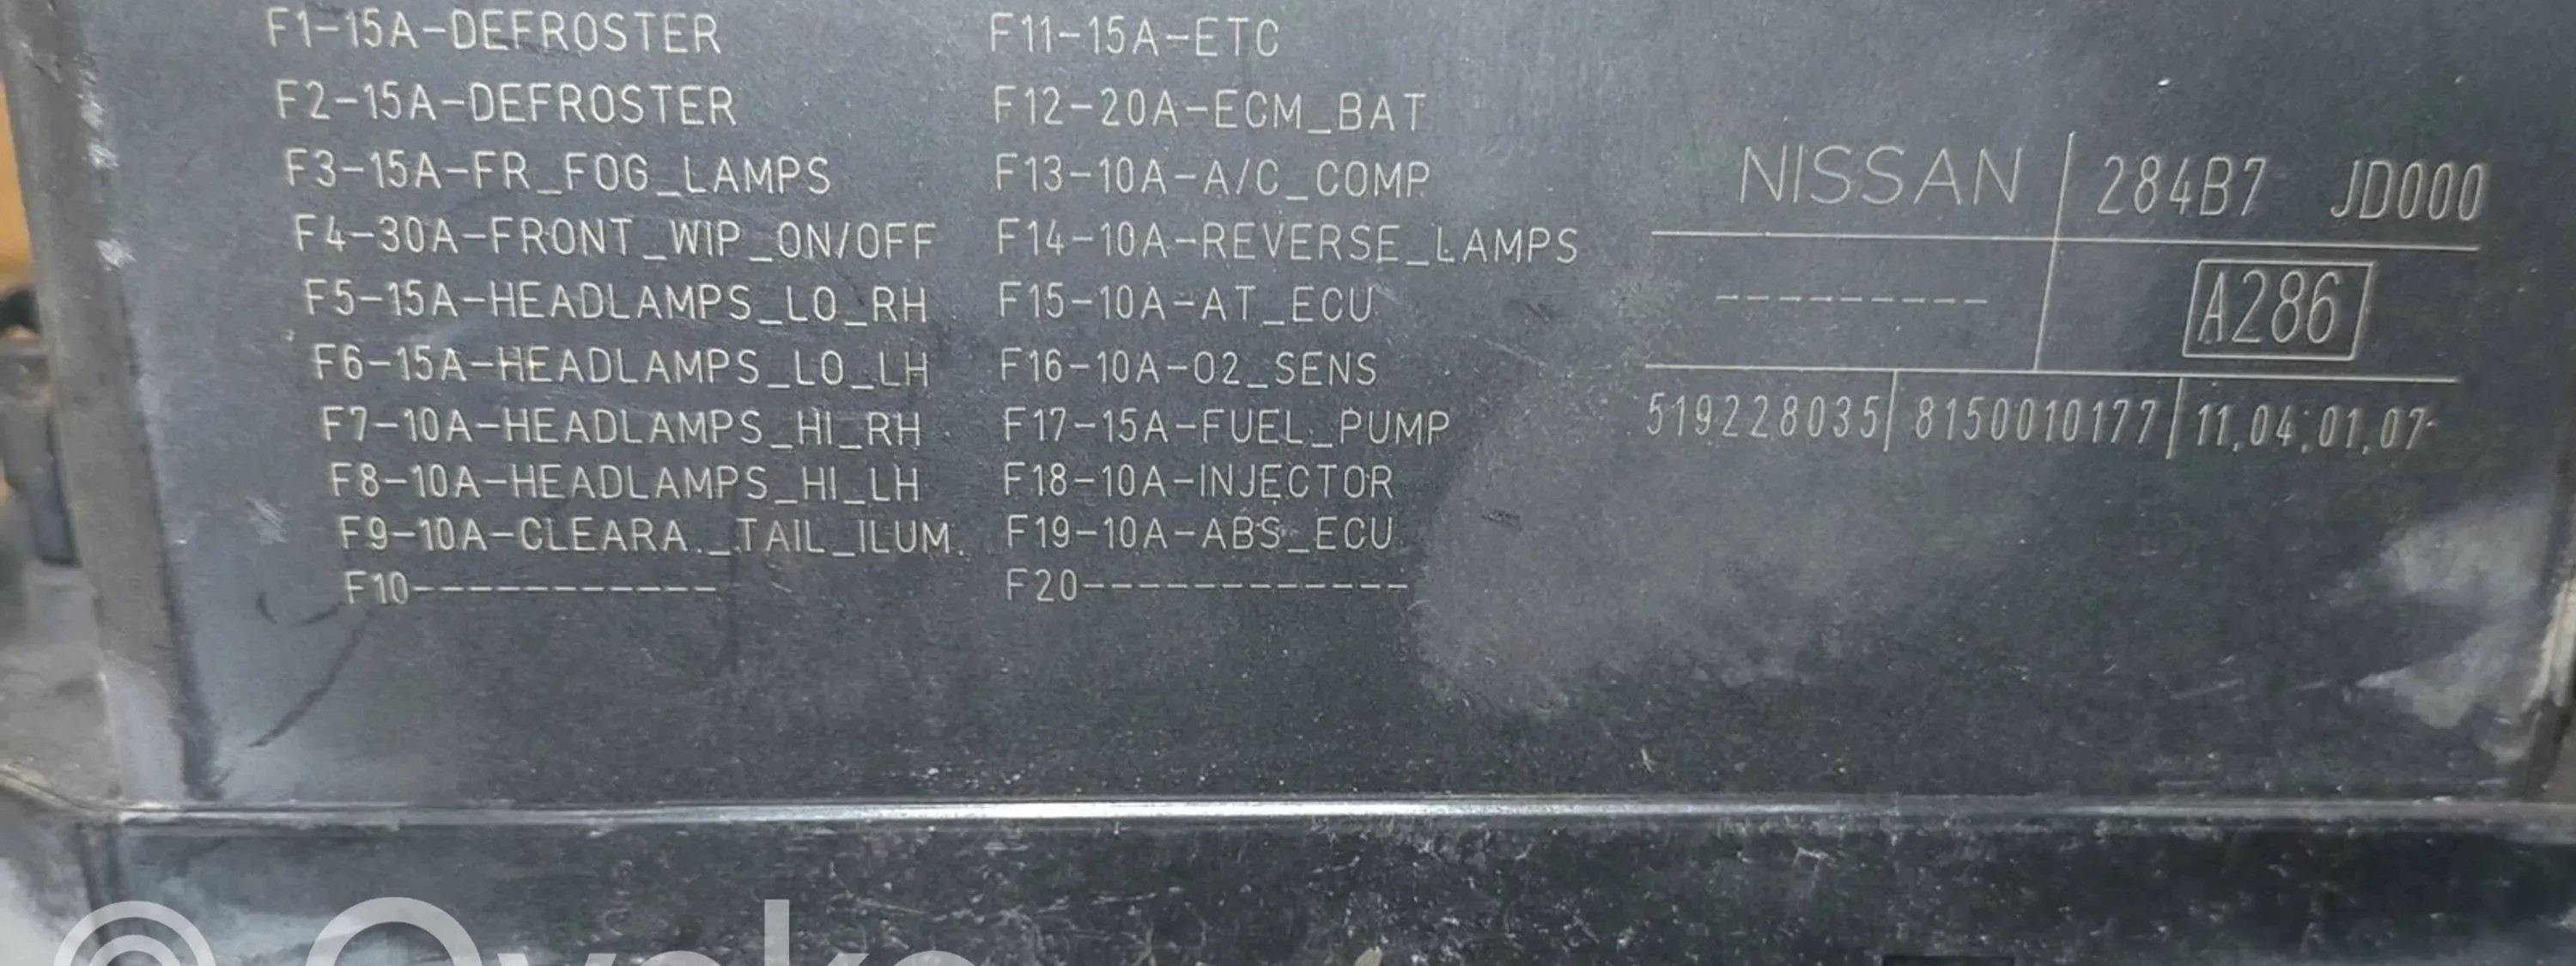 F1-15A-DEFROSTER
F2-15A-DEFROSTER
F3-15A-FR_FOG_LAMPS
F4-30A-FRONT_WIP_ON/OFF
F5-15A-HEADLAMPS_LO_RH
F6-15A-HEADLAMPS_LO_LH
F7-10A-HEADLAMPS_HI_RH
F8-10A-HEADLAMPS_HI_LH
F9-10A-CLEARA._TAIL_ILUM.
F10-----------
F11-15A-ETC
F12-20A-ECM_BAT
F13-10A-A/C_COMP
F14-10A-REVERSE_LAMPS
F15-10A-AT_ECU
F16-10A-O2_SENS
F17-15A-FUEL_PUMP
F18-10A-INJECTOR
F19-10A-ABS_ECU
F20------------
NISSAN 284B7 JD000
--------- A286
519228035 8150010177 11.04.01.07